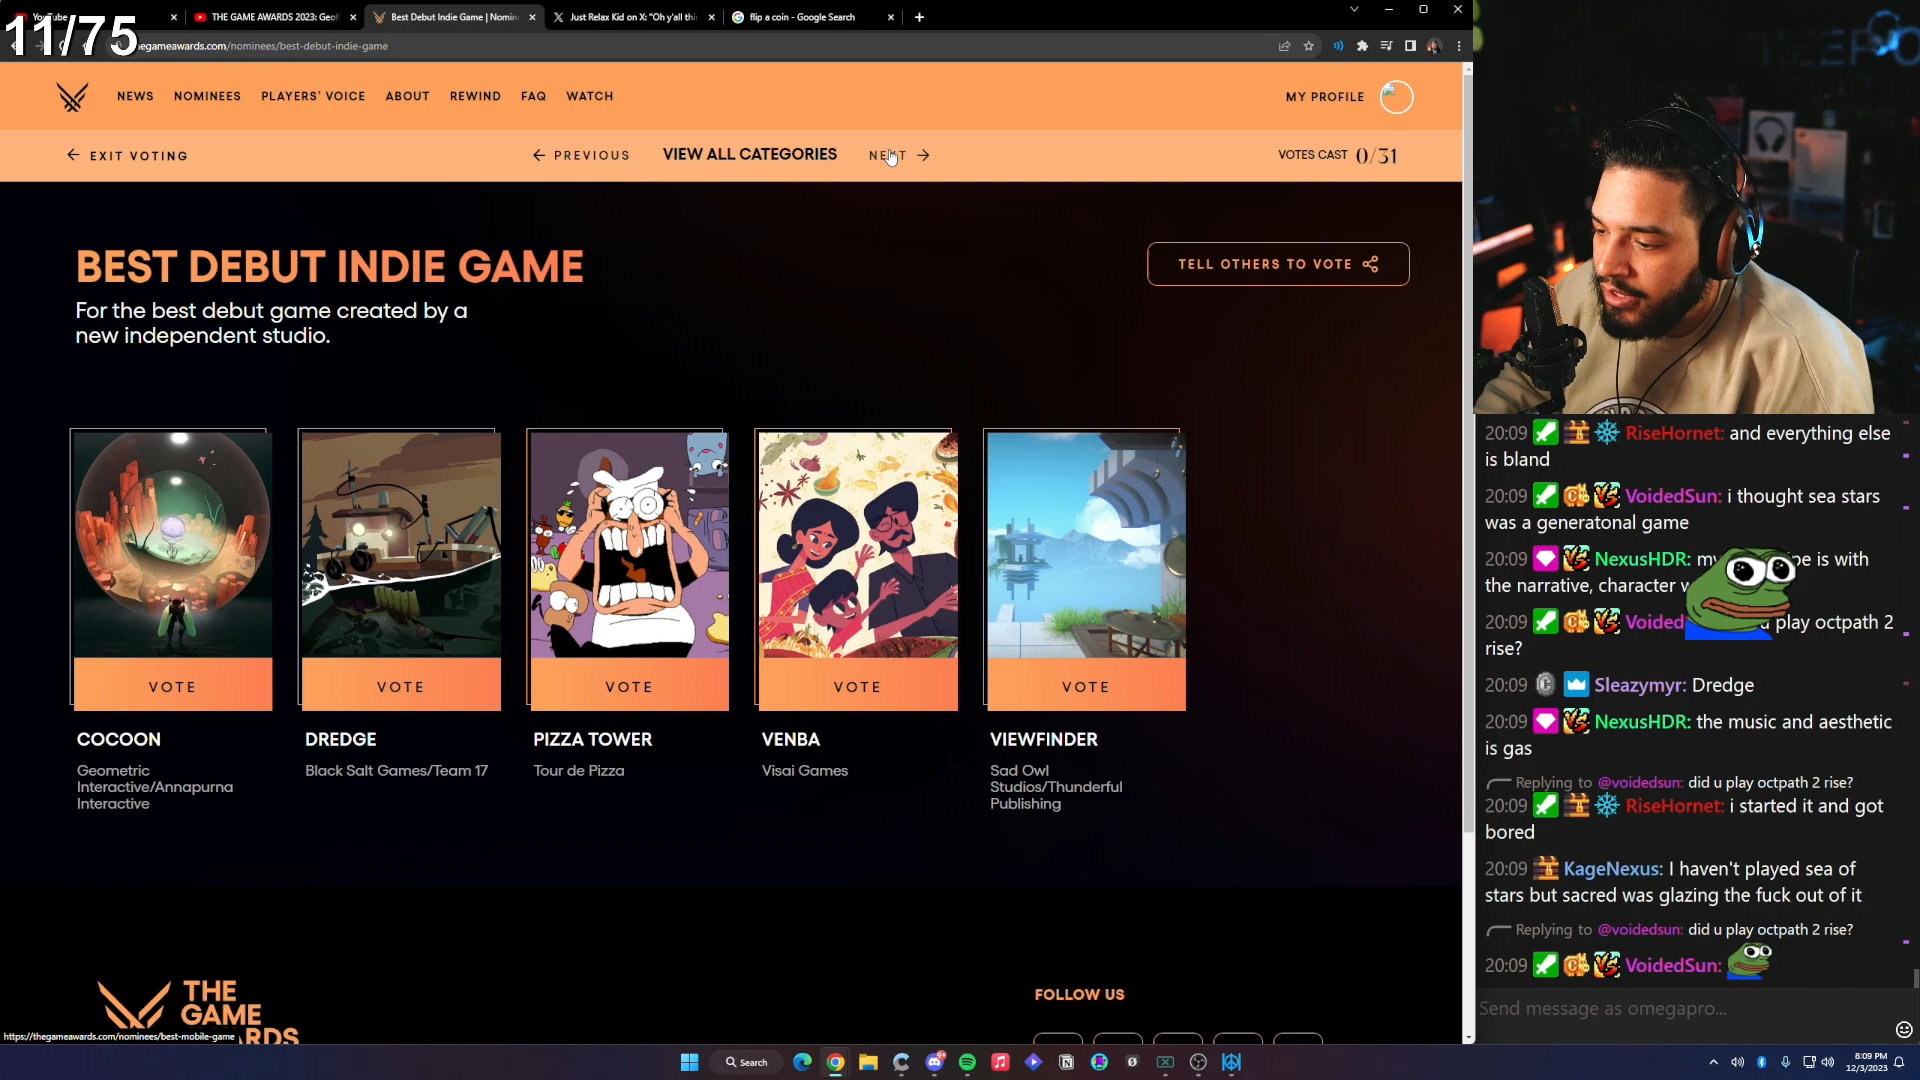 11/75
YouTube
THE GAME AWARDS 2023: Geoff
Best Debut Indie Game | Nomin
Just Relax Kid on X: "Oh y'all thi
flip a coin - Google Search
egameawards.com/nominees/best-debut-indie-game
NEWS
NOMINEES
PLAYERS' VOICE
ABOUT
REWIND
FAQ
WATCH
MY PROFILE
EXIT VOTING
PREVIOUS
VIEW ALL CATEGORIES
NEXT
VOTES CAST 0/31
BEST DEBUT INDIE GAME
For the best debut game created by a
new independent studio.
TELL OTHERS TO VOTE
VOTE
VOTE
VOTE
VOTE
VOTE
COCOON
Geometric
Interactive/Annapurna
Interactive
DREDGE
Black Salt Games/Team 17
PIZZA TOWER
Tour de Pizza
VENBA
Visai Games
VIEWFINDER
Sad Owl
Studios/Thunderful
Publishing
THE
GAME
RDS
FOLLOW US
https://thegameawards.com/nominees/best-mobile-game
20:09 RiseHornet: and everything else
is bland
20:09 VoidedSun: i thought sea stars
was a generatonal game
20:09 NexusHDR: my pe is with
the narrative, character w
20:09 Voided play octpath 2
rise?
20:09 Sleazymyr: Dredge
20:09 NexusHDR: the music and aesthetic
is gas
Replying to @voidedsun: did u play octpath 2 rise?
20:09 RiseHornet: i started it and got
bored
20:09 KageNexus: I haven't played sea of
stars but sacred was glazing the fuck out of it
Replying to @voidedsun: did u play octpath 2 rise?
20:09 VoidedSun:
Send message as omegapro...
Search
8:09 PM
12/3/2023